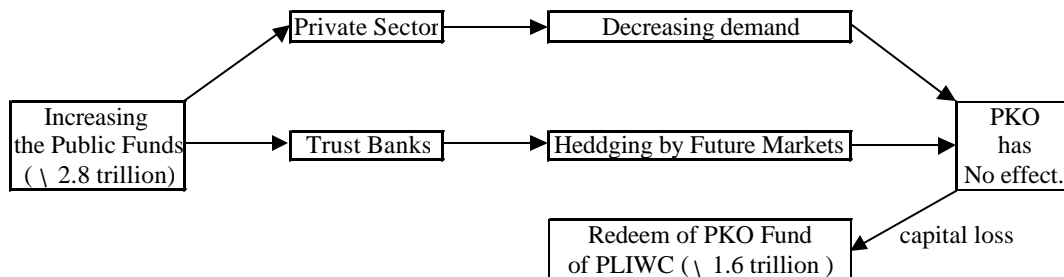 Private Sector
Decreasing demand
Increasing
the Public Funds
( \ 2.8 trillion)
Trust Banks
Heddging by Future Markets
PKO
has
No effect.
Redeem of PKO Fund
of PLIWC ( \ 1.6 trillion )
capital loss